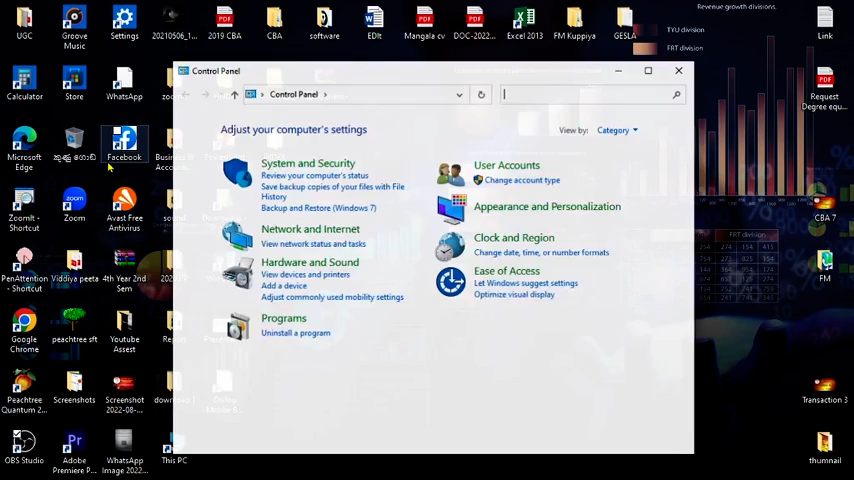 UGC
Groove Music
Settings
20210506_1...
2019 CBA
CBA
software
EDIt
Mangala cv
DOC-2022...
Excel 2013
FM Kuppiya
GESLA
Revenue growth divisions.
TYU division
FRT division
Link
Control Panel
Control Panel
Calculator
Store
WhatsApp
Request
Degree equ...
Adjust your computer's settings
View by:
Category
Microsoft Edge
Facebook
System and Security
Review your computer's status
Save backup copies of your files with File
History
Backup and Restore (Windows 7)
Network and Internet
View network status and tasks
Hardware and Sound
View devices and printers
Add a device
Adjust commonly used mobility settings
Programs
Uninstall a program
User Accounts
Change account type
Appearance and Personalization
Clock and Region
Change date, time, or number formats
Ease of Access
Let Windows suggest settings
Optimize visual display
ZoomIt - Shortcut
Zoom
Avast Free Antivirus
CBA 7
FRT division
PenAttention - Shortcut
Viddiya peeta
4th Year 2nd Sem
FM
Google Chrome
peachtree sft
Youtube Assest
Peachtree Quantum 2...
Screenshots
Screenshot 2022-08-...
Transaction 3
OBS Studio
Adobe Premiere P...
WhatsApp Image 2022...
This PC
thumnail